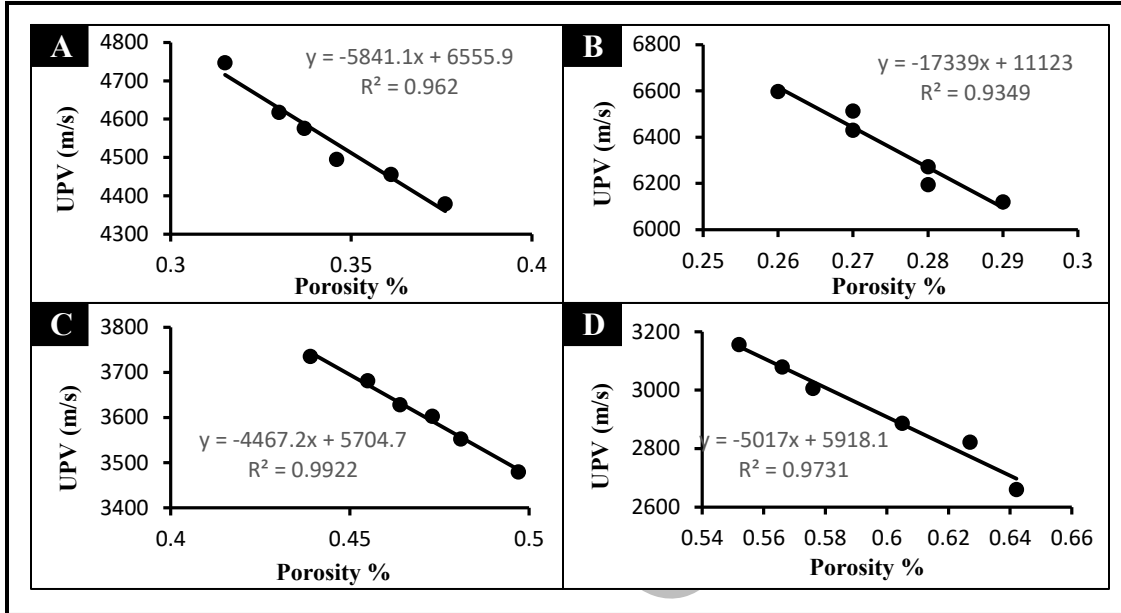 A
4800
4700
4600
4500
4400
4300
UPV (m/s)
y = -5841.1x + 6555.9
R² = 0.962
0.3
0.35
0.4
Porosity %
B
6800
6600
6400
6200
6000
UPV (m/s)
y = -17339x + 11123
R² = 0.9349
0.25
0.26
0.27
0.28
0.29
0.3
Porosity %
C
3800
3700
3600
3500
3400
UPV (m/s)
y = -4467.2x + 5704.7
R² = 0.9922
0.4
0.45
0.5
Porosity %
D
3200
3000
2800
2600
UPV (m/s)
y = -5017x + 5918.1
R² = 0.9731
0.54
0.56
0.58
0.6
0.62
0.64
0.66
Porosity %